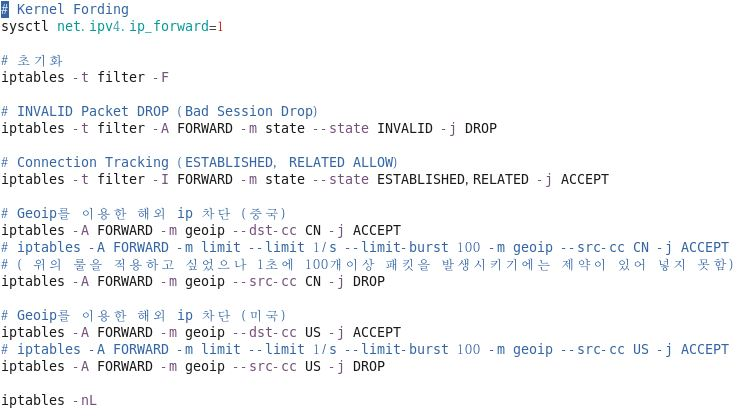 # Kernel Fording
sysctl net.ipv4.ip_forward=1
# 초기화
iptables -t filter -F
# INVALID Packet DROP (Bad Session Drop)
iptables -t filter -A FORWARD -m state --state INVALID -j DROP
# Connection Tracking (ESTABLISHED, RELATED ALLOW)
iptables -t filter -I FORWARD -m state --state ESTABLISHED,RELATED -j ACCEPT
# Geoip를 이용한 해외 ip 차단 (중국)
iptables -A FORWARD -m geoip --dst-cc CN -j ACCEPT
# iptables -A FORWARD -m limit --limit 1/s --limit-burst 100 -m geoip --src-cc CN -j ACCEPT
# ( 위의 룰을 적용하고 싶었으나 1초에 100개이상 패킷을 발생시키기에는 제약이 있어 넣지 못함)
iptables -A FORWARD -m geoip --src-cc CN -j DROP
# Geoip를 이용한 해외 ip 차단 (미국)
iptables -A FORWARD -m geoip --dst-cc US -j ACCEPT
# iptables -A FORWARD -m limit --limit 1/s --limit-burst 100 -m geoip --src-cc US -j ACCEPT
iptables -A FORWARD -m geoip --src-cc US -j DROP
iptables -nL